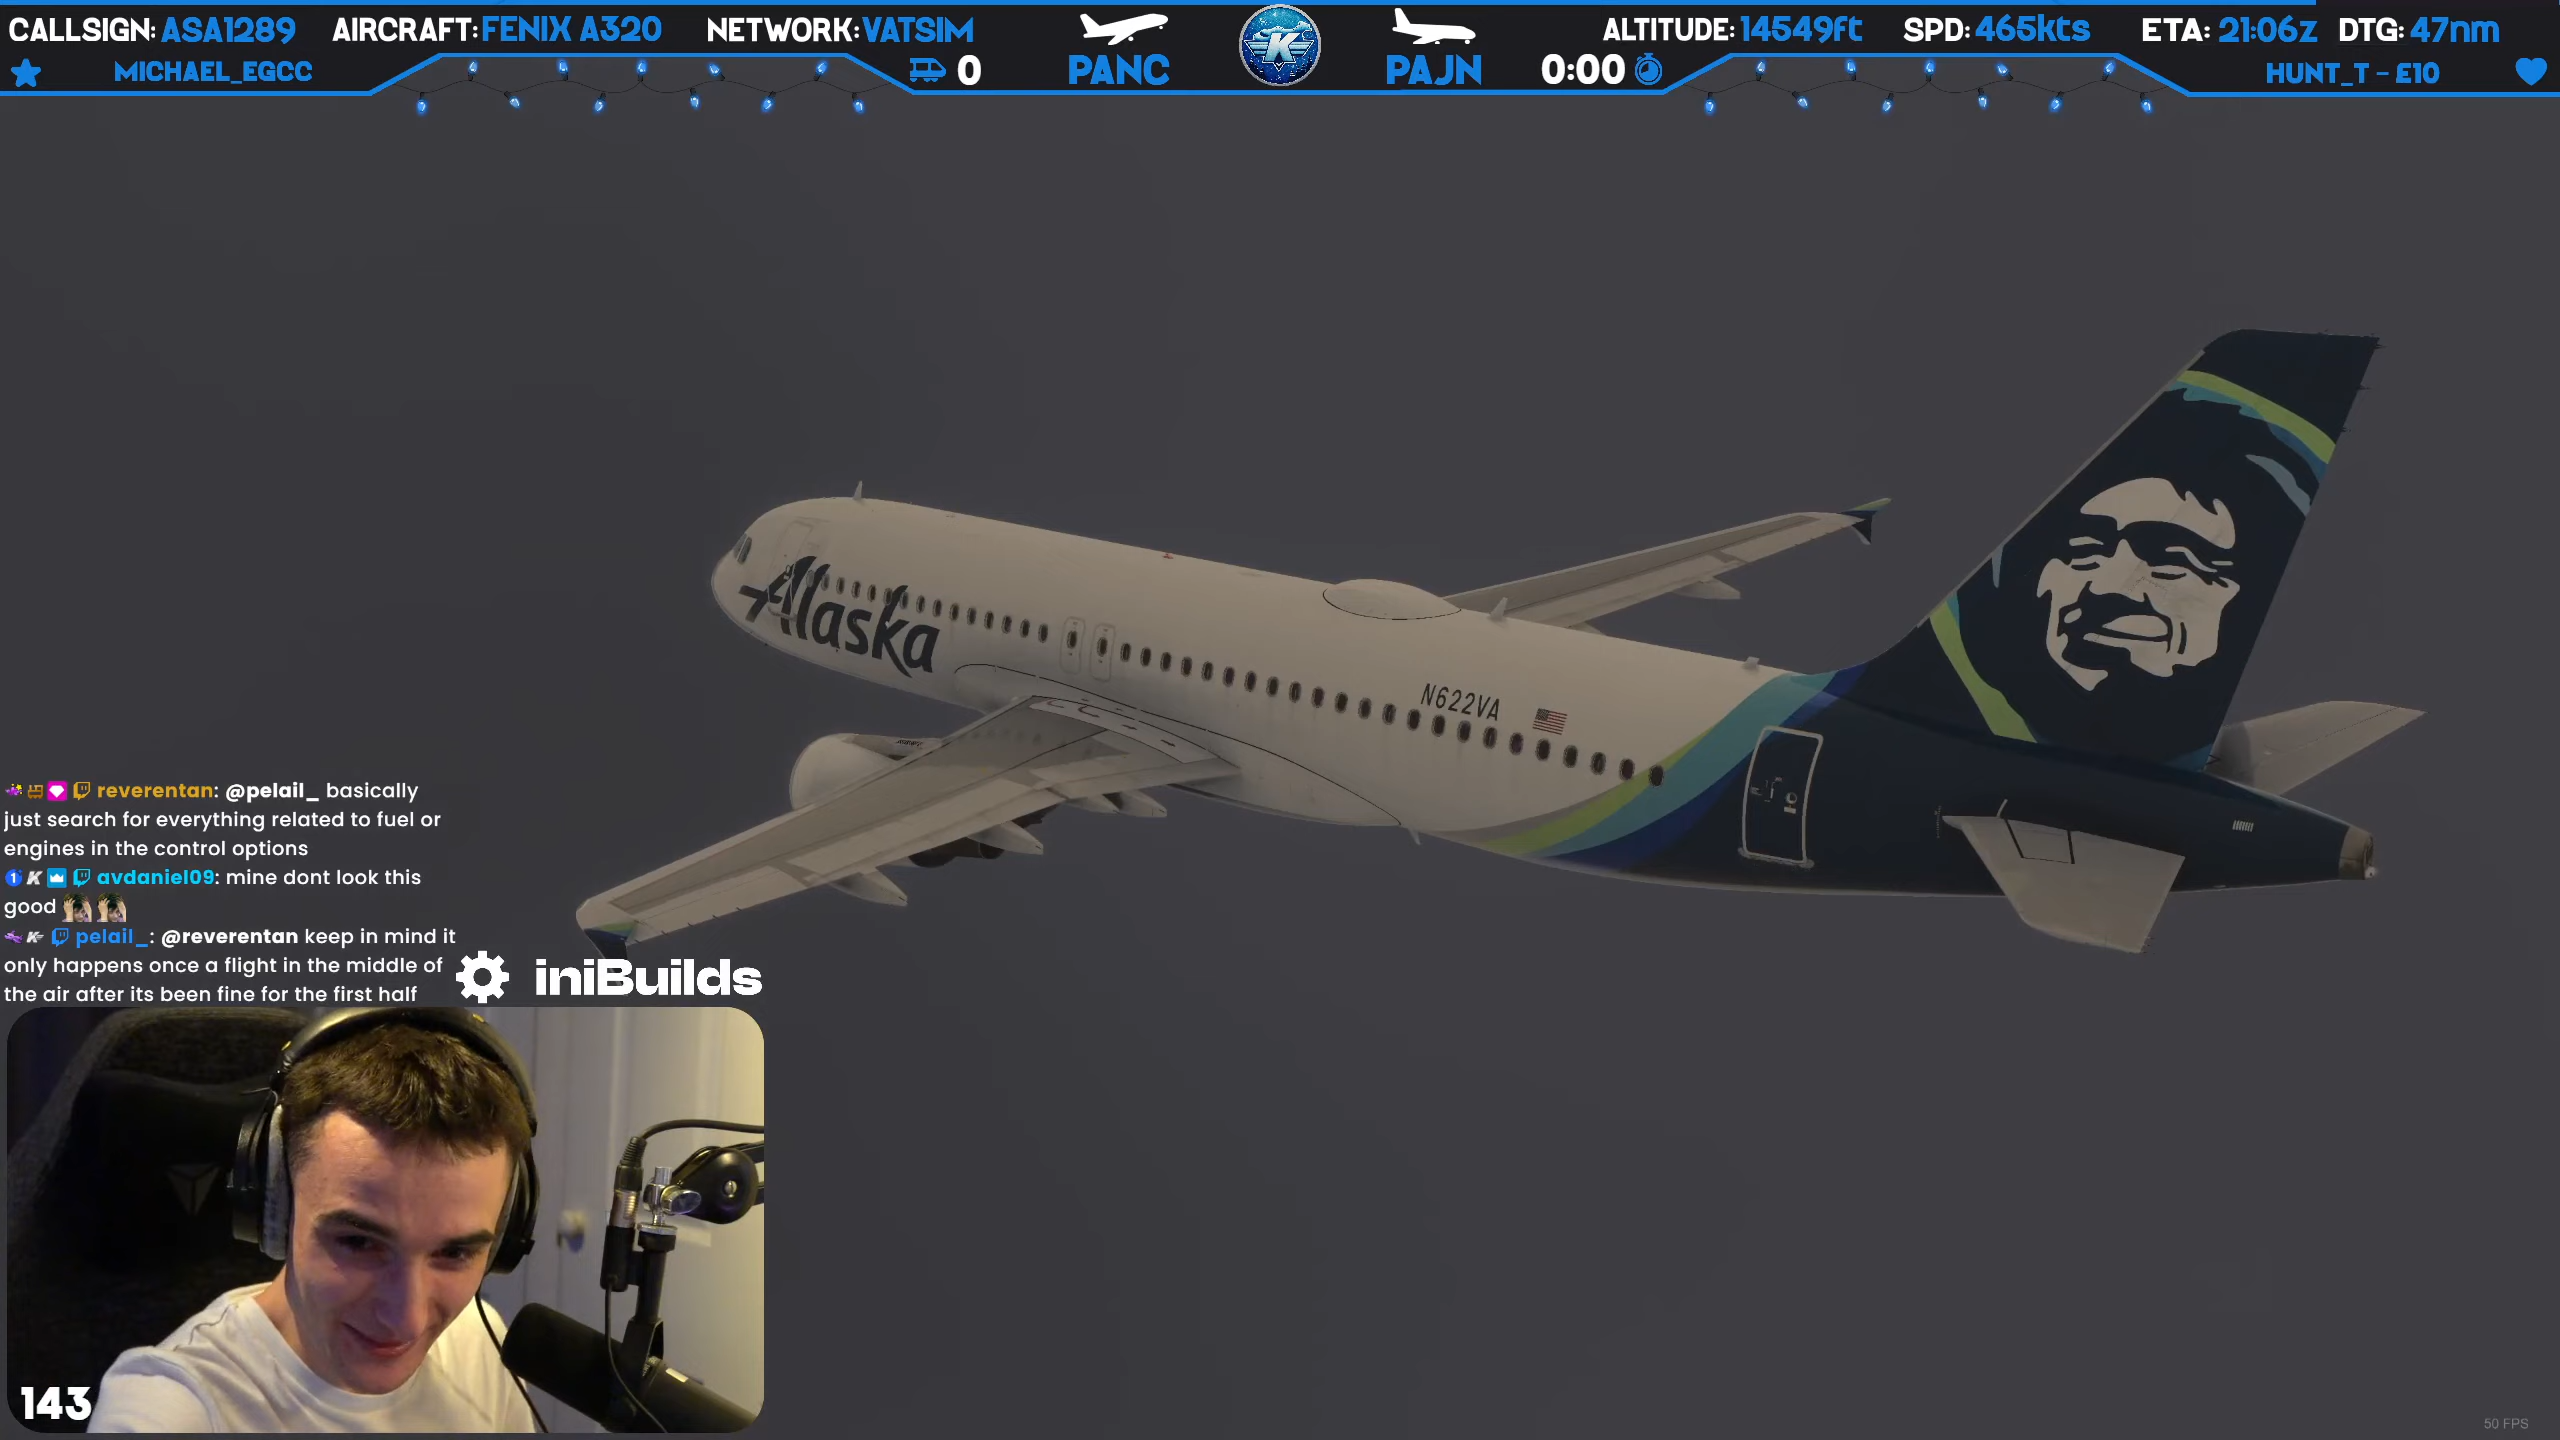 CALLSIGN: ASA1289 AIRCRAFT: FENIX A320 NETWORK: VATSIM
ALTITUDE: 14549ft SPD: 465kts ETA: 21:06z DTG: 47nm
MICHAEL_EGCC
0
PANC
K
PAJN
0:00
HUNT_T - £10
Alaska
N622VA
reverentan: @pelail_ basically
just search for everything related to fuel or
engines in the control options
1 K avdaniel09: mine dont look this
good
K pelail_: @reverentan keep in mind it
only happens once a flight in the middle of
the air after its been fine for the first half
iniBuilds
143
50 FPS